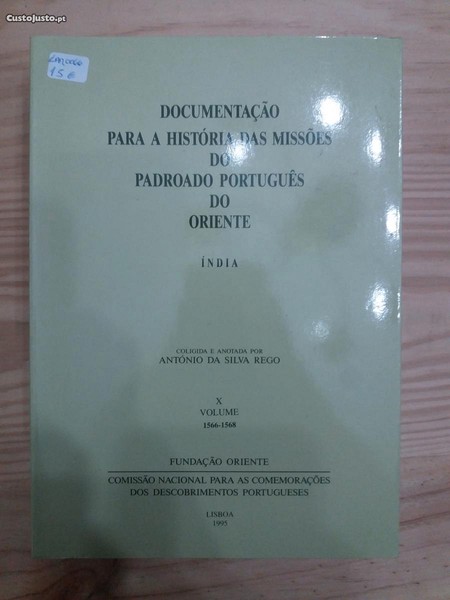 CustoJusto.pt
15 €
DOCUMENTAÇÃO
PARA A HISTÓRIA DAS MISSÕES
DO
PADROADO PORTUGUÊS
DO
ORIENTE
ÍNDIA
COLIGIDA E ANOTADA POR
ANTÓNIO DA SILVA REGO
X
VOLUME
1566-1568
FUNDAÇÃO ORIENTE
COMISSÃO NACIONAL PARA AS COMEMORAÇÕES
DOS DESCOBRIMENTOS PORTUGUESES
LISBOA
1995